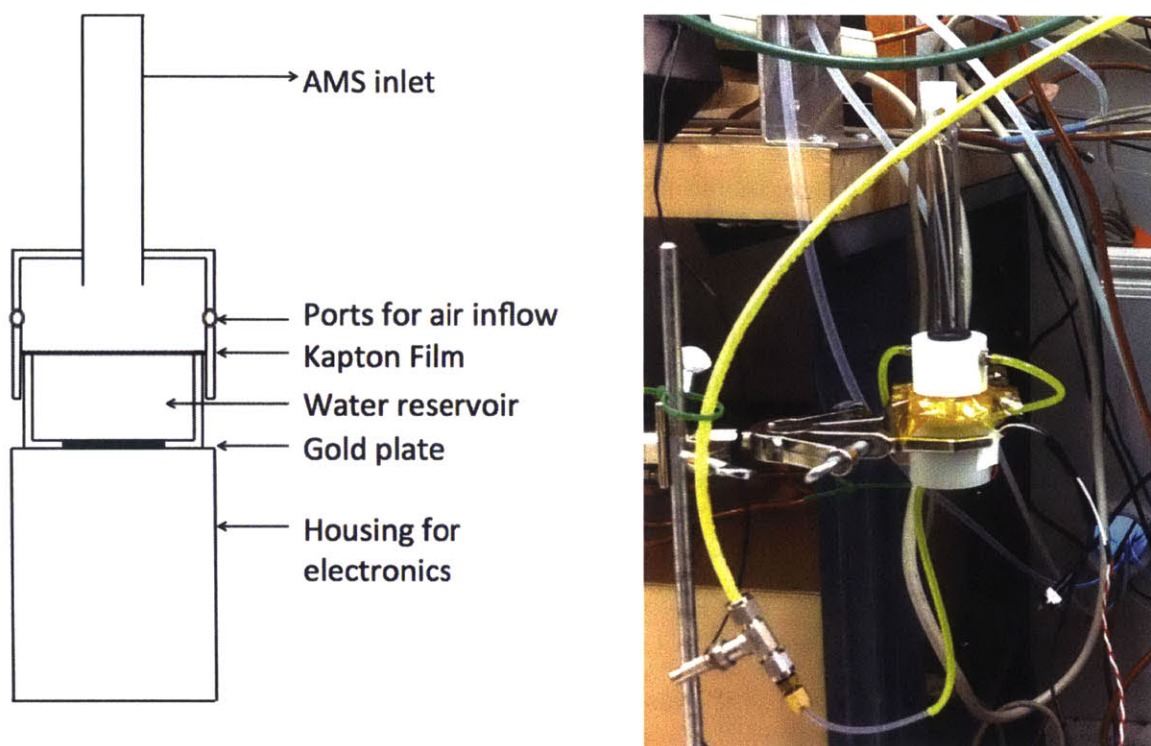 AMS inlet
Ports for air inflow
Kapton Film
Water reservoir
Gold plate
Housing for
electronics